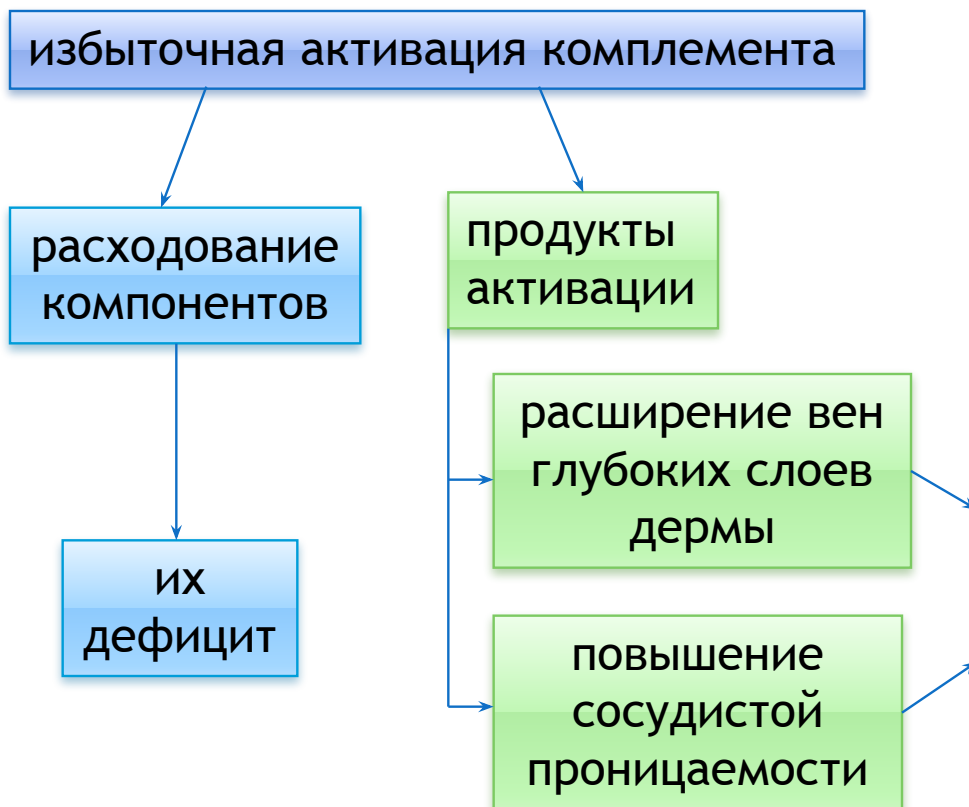 избыточная активация комплемента
расходование
компонентов
продукты
активации
расширение вен
глубоких слоев
дермы
их
дефицит
повышение
сосудистой
проницаемости